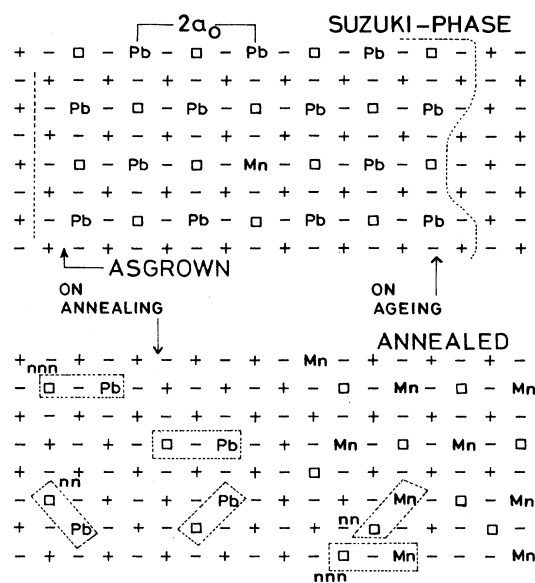 2a₀ SUZUKI-PHASE
+ - □ - Pb - □ - Pb - □ - Pb - □ - + -
- + - + - + - + - + - + - + - + - +
+ - Pb - □ - Pb - □ - Pb - □ - Pb - + -
- + - + - + - + - + - + - + - + - +
+ - □ - Pb - □ - Mn - □ - Pb - □ - + -
- + - + - + - + - + - + - + - + - +
+ - Pb - □ - Pb - □ - Pb - □ - Pb - + -
- + - + - + - + - + - + - + - + - +
ASGROWN
ON
ANNEALING
ON
AGEING
ANNEALED
+ - + - + - + - + - Mn - + - + - + -
nnn
- □ - Pb - + - + - + - □ - Mn - □ - Mn
+ - + - + - + - + - + - + - + - + -
- + - + - □ - Pb - + - Mn - □ - Mn - □
+ - + - + - + - + - □ - + - + - + -
nn
- □ - + - + - Pb - + - + - Mn - □ - Mn
+ - Pb - + - □ - + - + - □ - + - □ -
nn
- + - + - + - + - + - □ - Mn - + - Mn
nnn